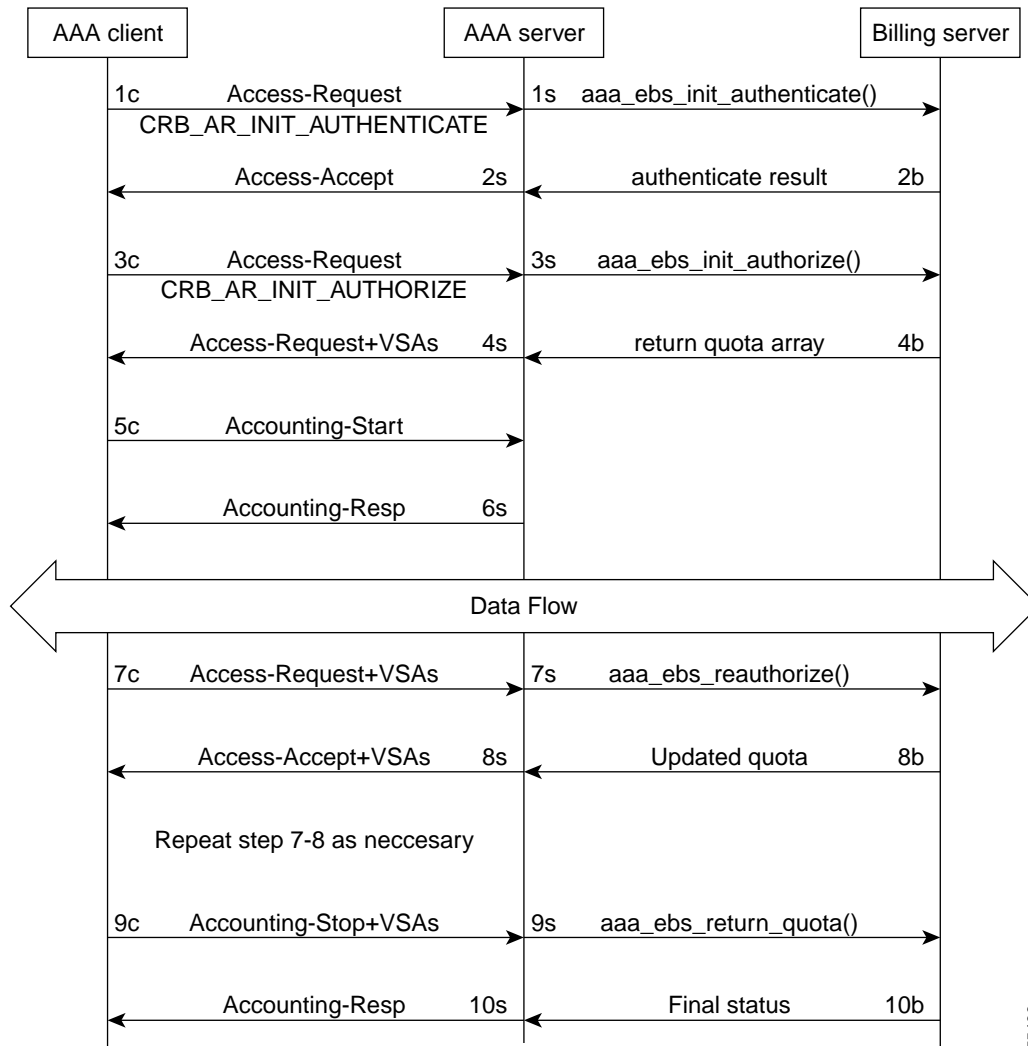 AAA client
AAA server
Billing server
1c Access-Request 1s aaa_ebs_init_authenticate()
CRB_AR_INIT_AUTHENTICATE
Access-Accept 2s authenticate result 2b
3c Access-Request 3s aaa_ebs_init_authorize()
CRB_AR_INIT_AUTHORIZE
Access-Request+VSAs 4s return quota array 4b
5c Accounting-Start
Accounting-Resp 6s
Data Flow
7c Access-Request+VSAs 7s aaa_ebs_reauthorize()
Access-Accept+VSAs 8s Updated quota 8b
Repeat step 7-8 as neccesary
9c Accounting-Stop+VSAs 9s aaa_ebs_return_quota()
Accounting-Resp 10s Final status 10b